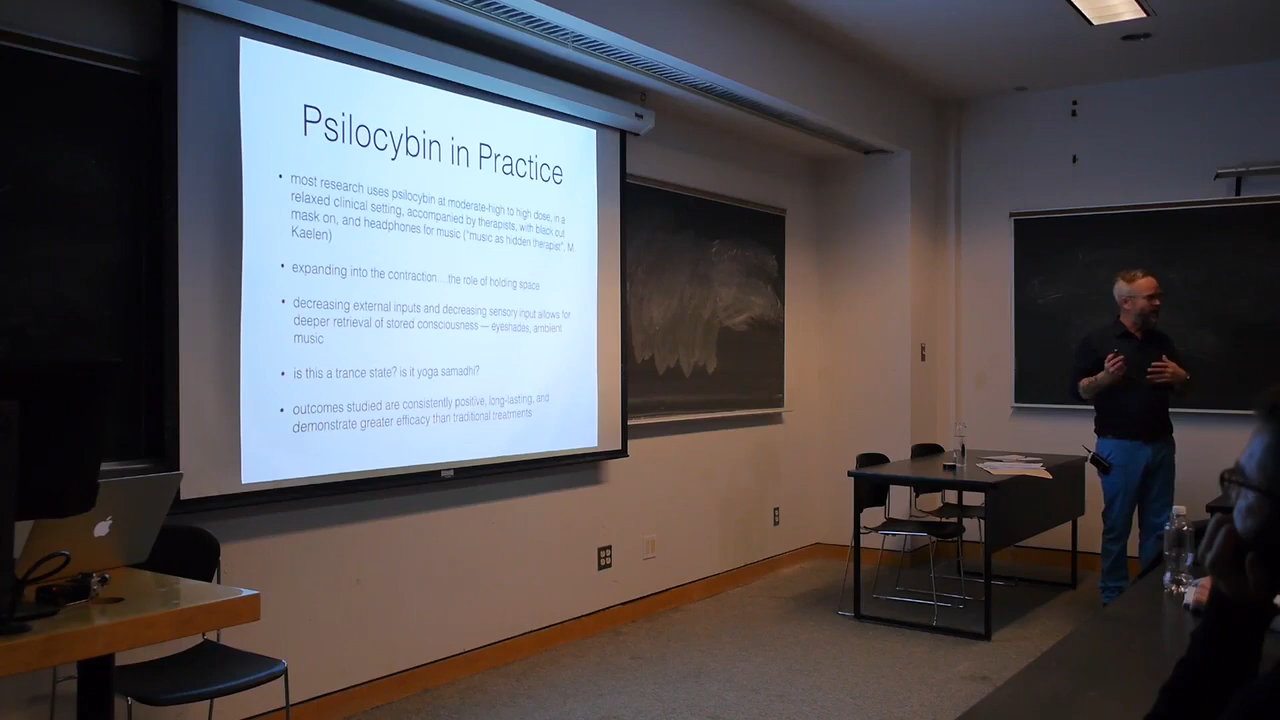 Psilocybin in Practice
• most research uses psilocybin at moderate-high to high dose, in a
relaxed clinical setting, accompanied by therapists, with black out
mask on, and headphones for music ("music as hidden therapist", M
Kaelen)
• expanding into the contraction....the role of holding space
• decreasing external inputs and decreasing sensory input allows for
deeper retrieval of stored consciousness — eyeshades, ambient
music
• is this a trance state? is it yoga samadhi?
• outcomes studied are consistently positive, long-lasting, and
demonstrate greater efficacy than traditional treatments